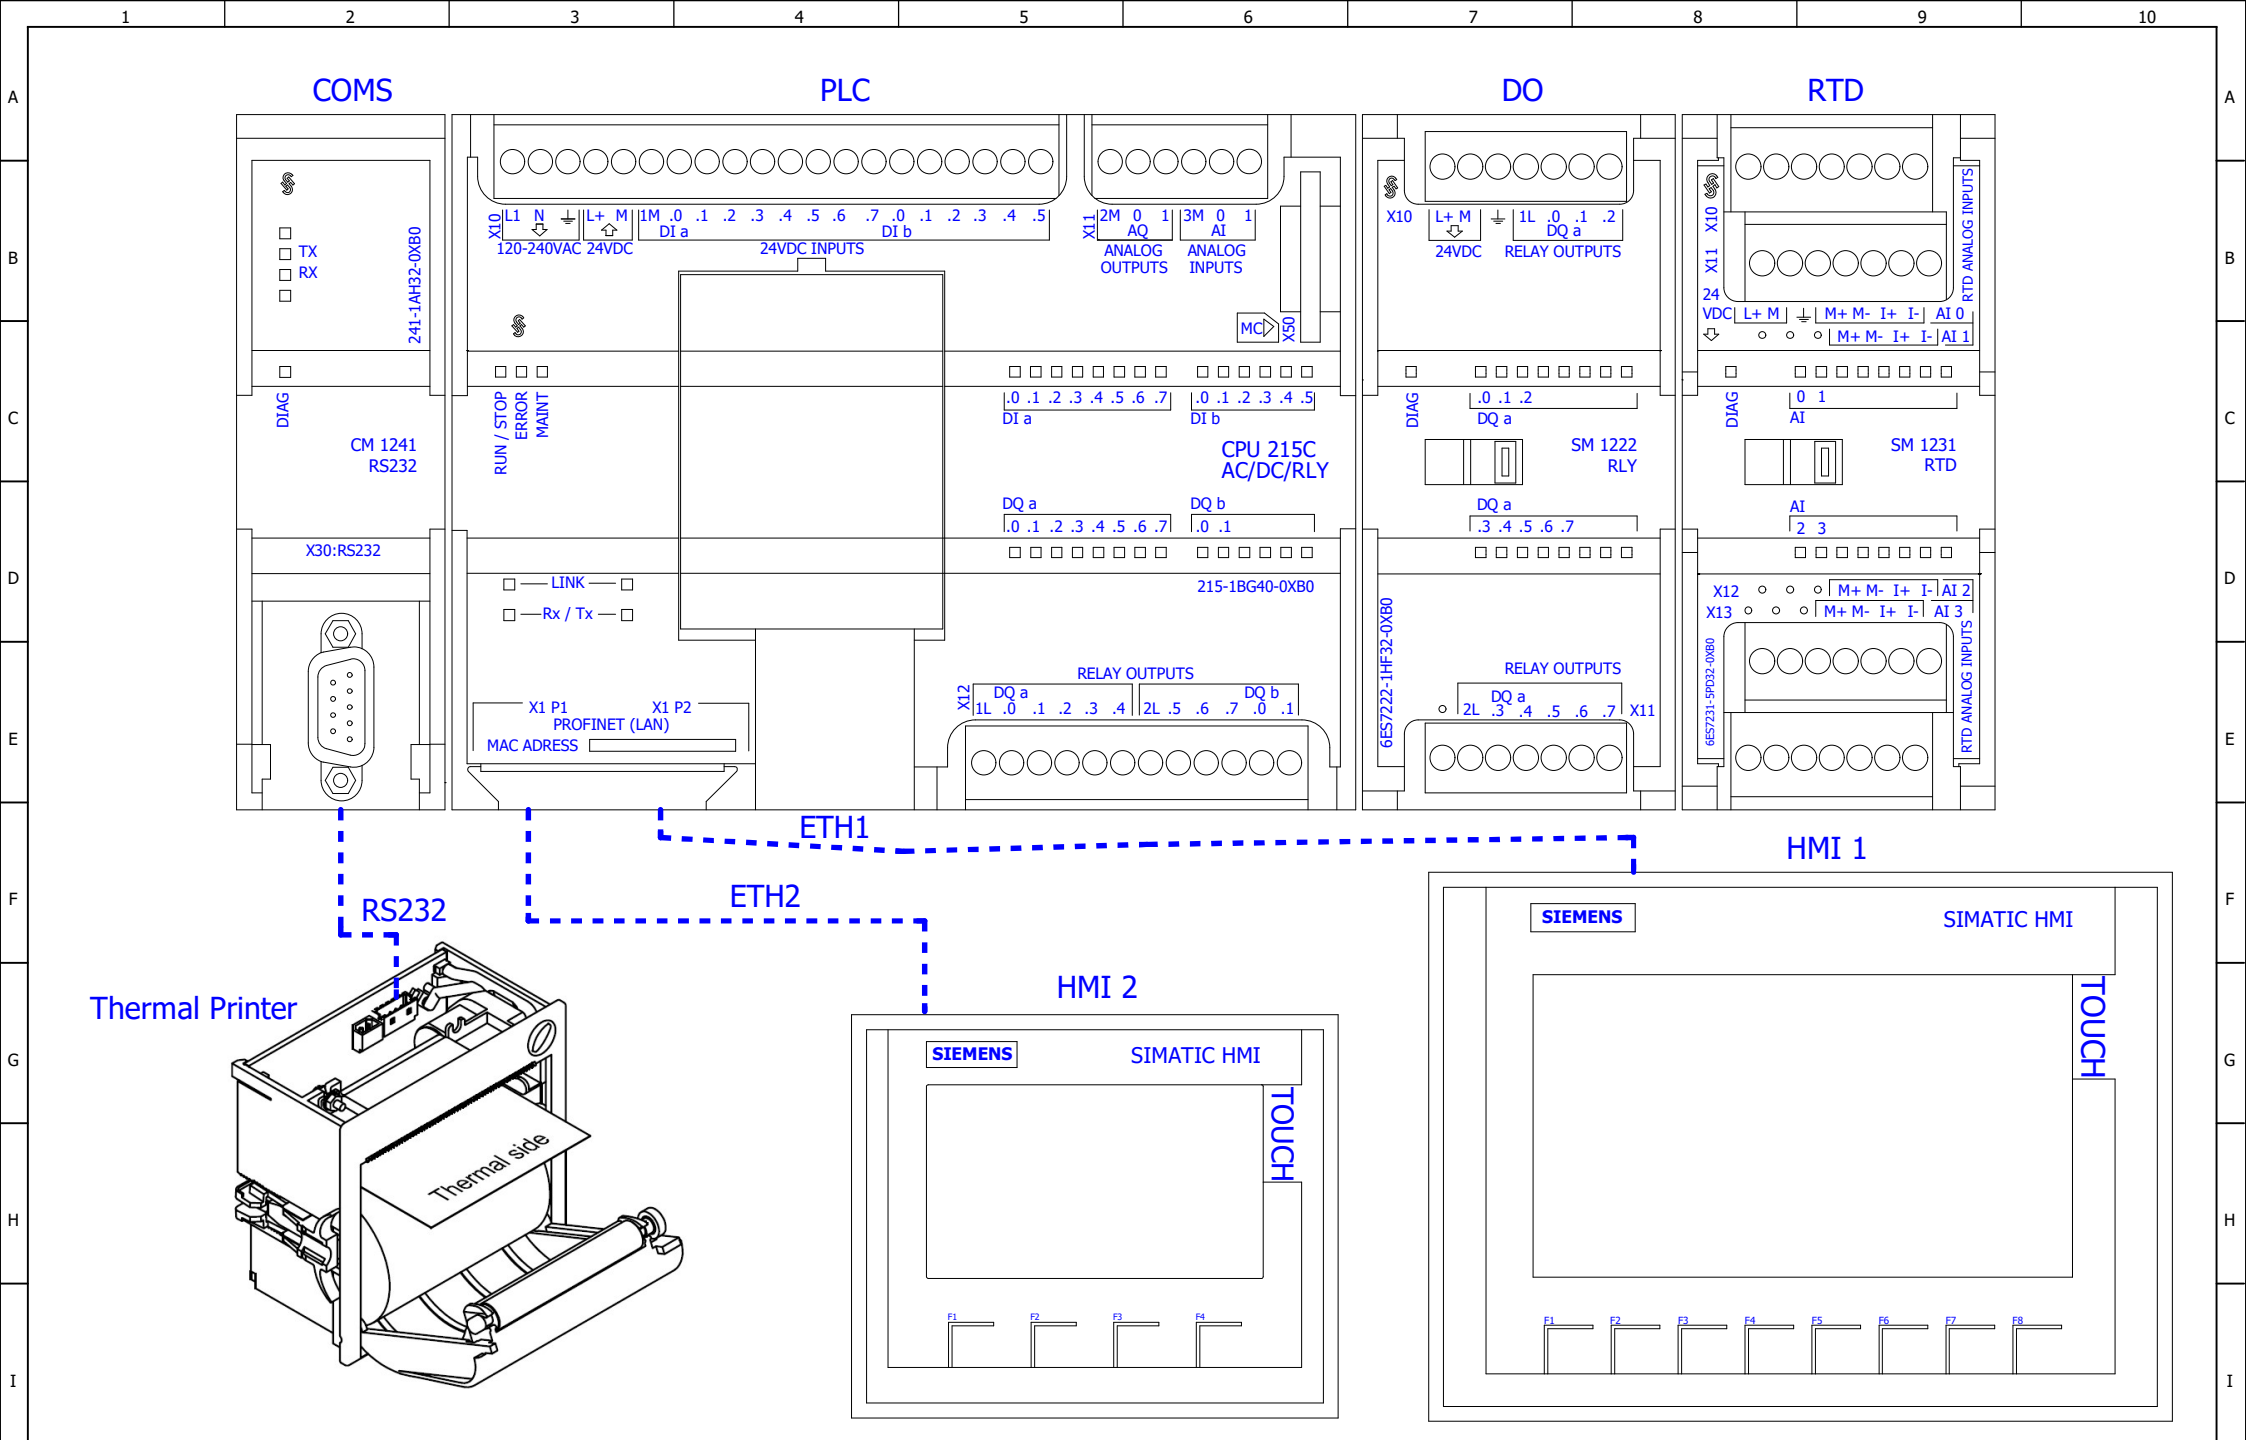 1 2 3 4 5 6 7 8 9 10
A A
B B
C C
D D
E E
F F
G G
H H
I I
COMS
TX
RX
241-1AH32-0XB0
DIAG
CM 1241
RS232
X30:RS232
PLC
X10
L1 N L+ M 1M .0 .1 .2 .3 .4 .5 .6 .7 .0 .1 .2 .3 .4 .5
DI a DI b
120-240VAC 24VDC 24VDC INPUTS
X11
2M 0 1 3M 0 1
AQ AI
ANALOG OUTPUTS
ANALOG INPUTS
MC
X50
RUN / STOP
ERROR
MAINT
.0 .1 .2 .3 .4 .5 .6 .7 .0 .1 .2 .3 .4 .5
DI a DI b
CPU 215C
AC/DC/RLY
DQ a DQ b
.0 .1 .2 .3 .4 .5 .6 .7 .0 .1
LINK
Rx / Tx
215-1BG40-0XB0
RELAY OUTPUTS
X12
DQ a DQ b
1L .0 .1 .2 .3 .4 2L .5 .6 .7 .0 .1
X1 P1 X1 P2
PROFINET (LAN)
MAC ADRESS
DO
X10 L+ M 1L .0 .1 .2
DQ a
24VDC RELAY OUTPUTS
DIAG
.0 .1 .2
DQ a
SM 1222
RLY
DQ a
.3 .4 .5 .6 .7
6ES7222-1HF32-0XB0
RELAY OUTPUTS
DQ a
2L .3 .4 .5 .6 .7 X11
RTD
X10
X11
RTD ANALOG INPUTS
24
VDC L+ M M+ M- I+ I- AI 0
M+ M- I+ I- AI 1
DIAG
0 1
AI
SM 1231
RTD
AI
2 3
X12 M+ M- I+ I- AI 2
X13 M+ M- I+ I- AI 3
6ES7231-5PD32-0XB0
RTD ANALOG INPUTS
ETH1
ETH2
RS232
Thermal Printer
Thermal side
HMI 2
SIEMENS
SIMATIC HMI
TOUCH
F1 F2 F3 F4
HMI 1
SIEMENS
SIMATIC HMI
TOUCH
F1 F2 F3 F4 F5 F6 F7 F8